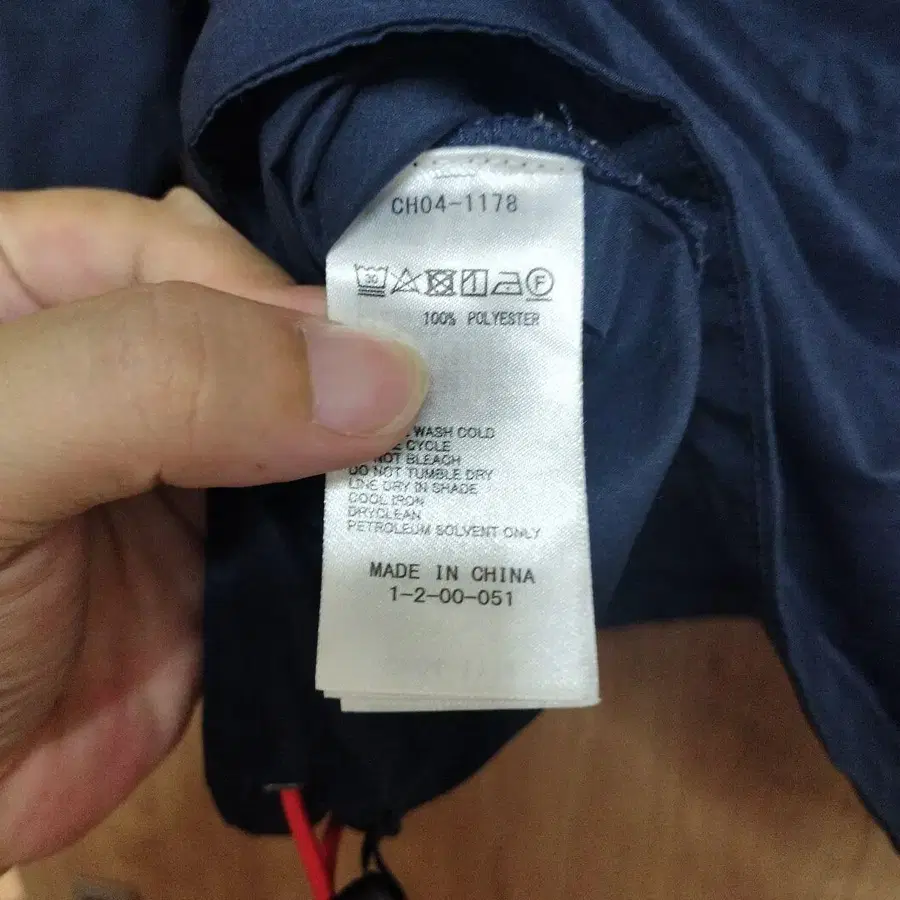 CH04-1178
30 F
100% POLYESTER
WASH COLD
CYCLE
NOT BLEACH
DO NOT TUMBLE DRY
LINE DRY IN SHADE
COOL IRON
DRYCLEAN
PETROLEUM SOLVENT ONLY
MADE IN CHINA
1-2-00-051